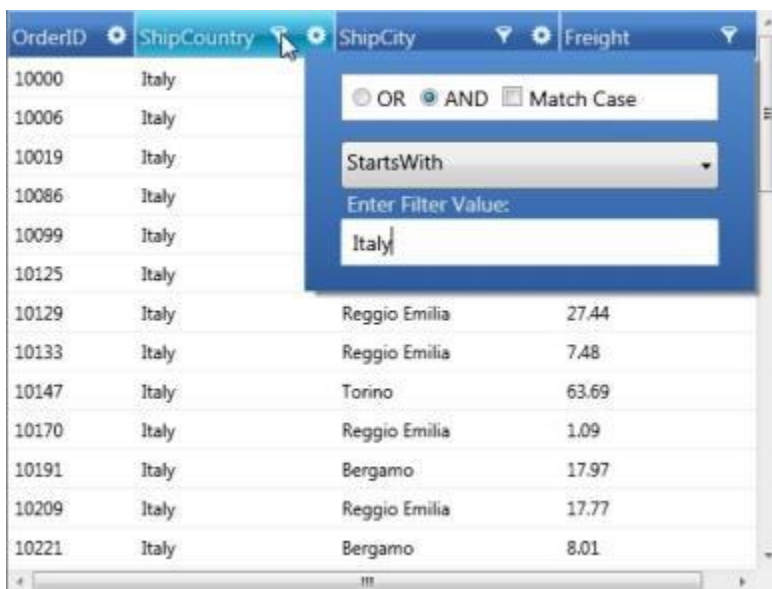 OrderID ShipCountry ShipCity Freight
10000 Italy
OR AND Match Case
10006 Italy
10019 Italy
StartsWith
10086 Italy
Enter Filter Value:
10099 Italy
Italy
10125 Italy
10129 Italy Reggio Emilia 27.44
10133 Italy Reggio Emilia 7.48
10147 Italy Torino 63.69
10170 Italy Reggio Emilia 1.09
10191 Italy Bergamo 17.97
10209 Italy Reggio Emilia 17.77
10221 Italy Bergamo 8.01